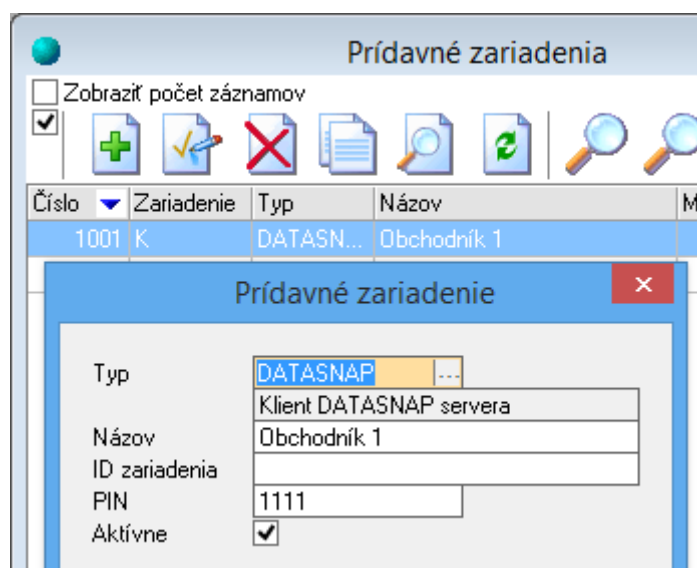 Prídavné zariadenia
Zobraziť počet záznamov
Číslo Zariadenie Typ Názov M
1001 K DATASN... Obchodník 1
Prídavné zariadenie
Typ DATASNAP ...
Klient DATASNAP servera
Názov Obchodník 1
ID zariadenia
PIN 1111
Aktívne